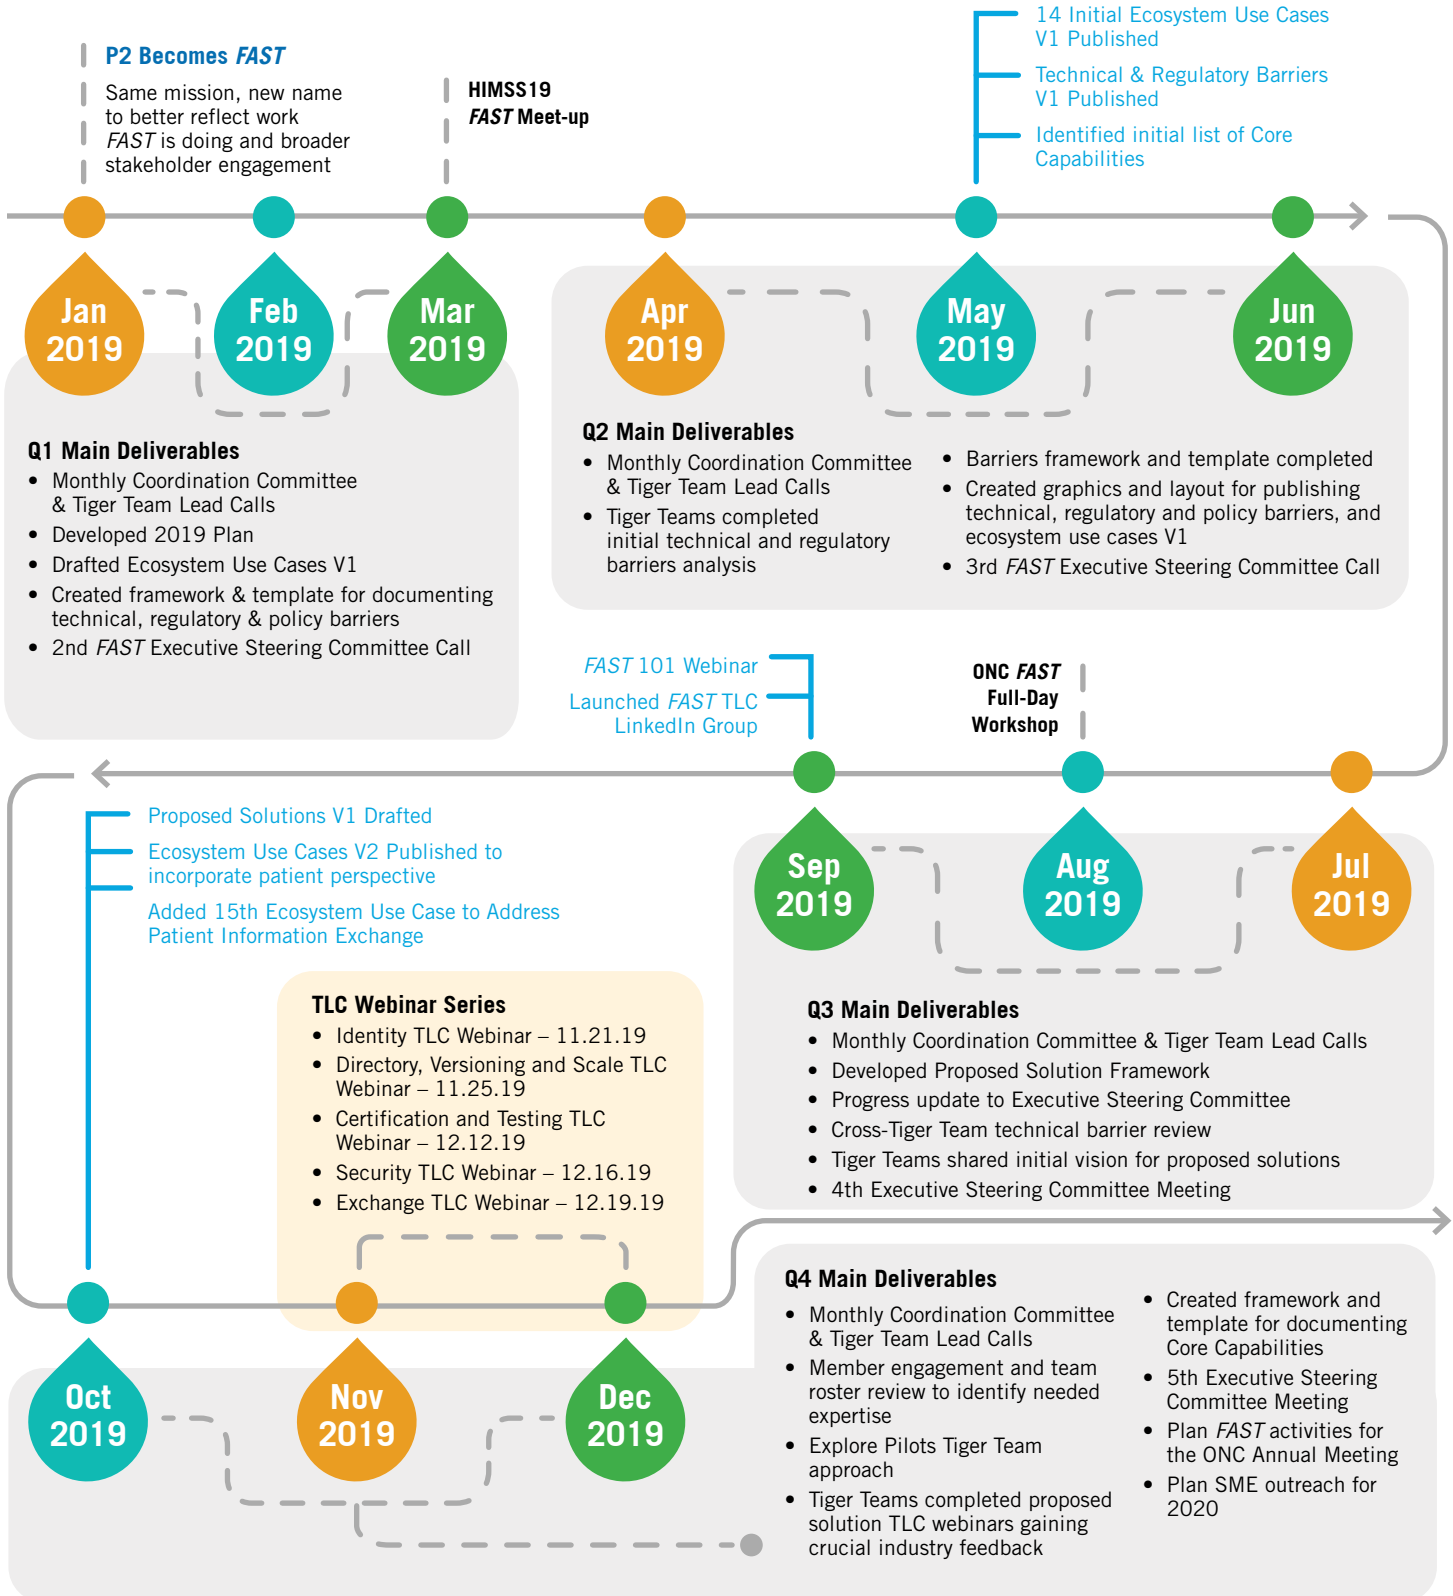 P2 Becomes FAST
Same mission, new name
to better reflect work
FAST is doing and broader
stakeholder engagement
HIMSS19
FAST Meet-up
14 Initial Ecosystem Use Cases
V1 Published
Technical & Regulatory Barriers
V1 Published
Identified initial list of Core
Capabilities
Jan
2019
Feb
2019
Mar
2019
Apr
2019
May
2019
Jun
2019
Q1 Main Deliverables
• Monthly Coordination Committee
& Tiger Team Lead Calls
• Developed 2019 Plan
• Drafted Ecosystem Use Cases V1
• Created framework & template for documenting
technical, regulatory & policy barriers
• 2nd FAST Executive Steering Committee Call
Q2 Main Deliverables
• Monthly Coordination Committee
& Tiger Team Lead Calls
• Tiger Teams completed
initial technical and regulatory
barriers analysis
• Barriers framework and template completed
• Created graphics and layout for publishing
technical, regulatory and policy barriers, and
ecosystem use cases V1
• 3rd FAST Executive Steering Committee Call
FAST 101 Webinar
Launched FAST TLC
LinkedIn Group
ONC FAST
Full-Day
Workshop
Sep
2019
Aug
2019
Jul
2019
Q3 Main Deliverables
• Monthly Coordination Committee & Tiger Team Lead Calls
• Developed Proposed Solution Framework
• Progress update to Executive Steering Committee
• Cross-Tiger Team technical barrier review
• Tiger Teams shared initial vision for proposed solutions
• 4th Executive Steering Committee Meeting
Proposed Solutions V1 Drafted
Ecosystem Use Cases V2 Published to
incorporate patient perspective
Added 15th Ecosystem Use Case to Address
Patient Information Exchange
TLC Webinar Series
• Identity TLC Webinar – 11.21.19
• Directory, Versioning and Scale TLC
Webinar – 11.25.19
• Certification and Testing TLC
Webinar – 12.12.19
• Security TLC Webinar – 12.16.19
• Exchange TLC Webinar – 12.19.19
Oct
2019
Nov
2019
Dec
2019
Q4 Main Deliverables
• Monthly Coordination Committee
& Tiger Team Lead Calls
• Member engagement and team
roster review to identify needed
expertise
• Explore Pilots Tiger Team
approach
• Tiger Teams completed proposed
solution TLC webinars gaining
crucial industry feedback
• Created framework and
template for documenting
Core Capabilities
• 5th Executive Steering
Committee Meeting
• Plan FAST activities for
the ONC Annual Meeting
• Plan SME outreach for
2020